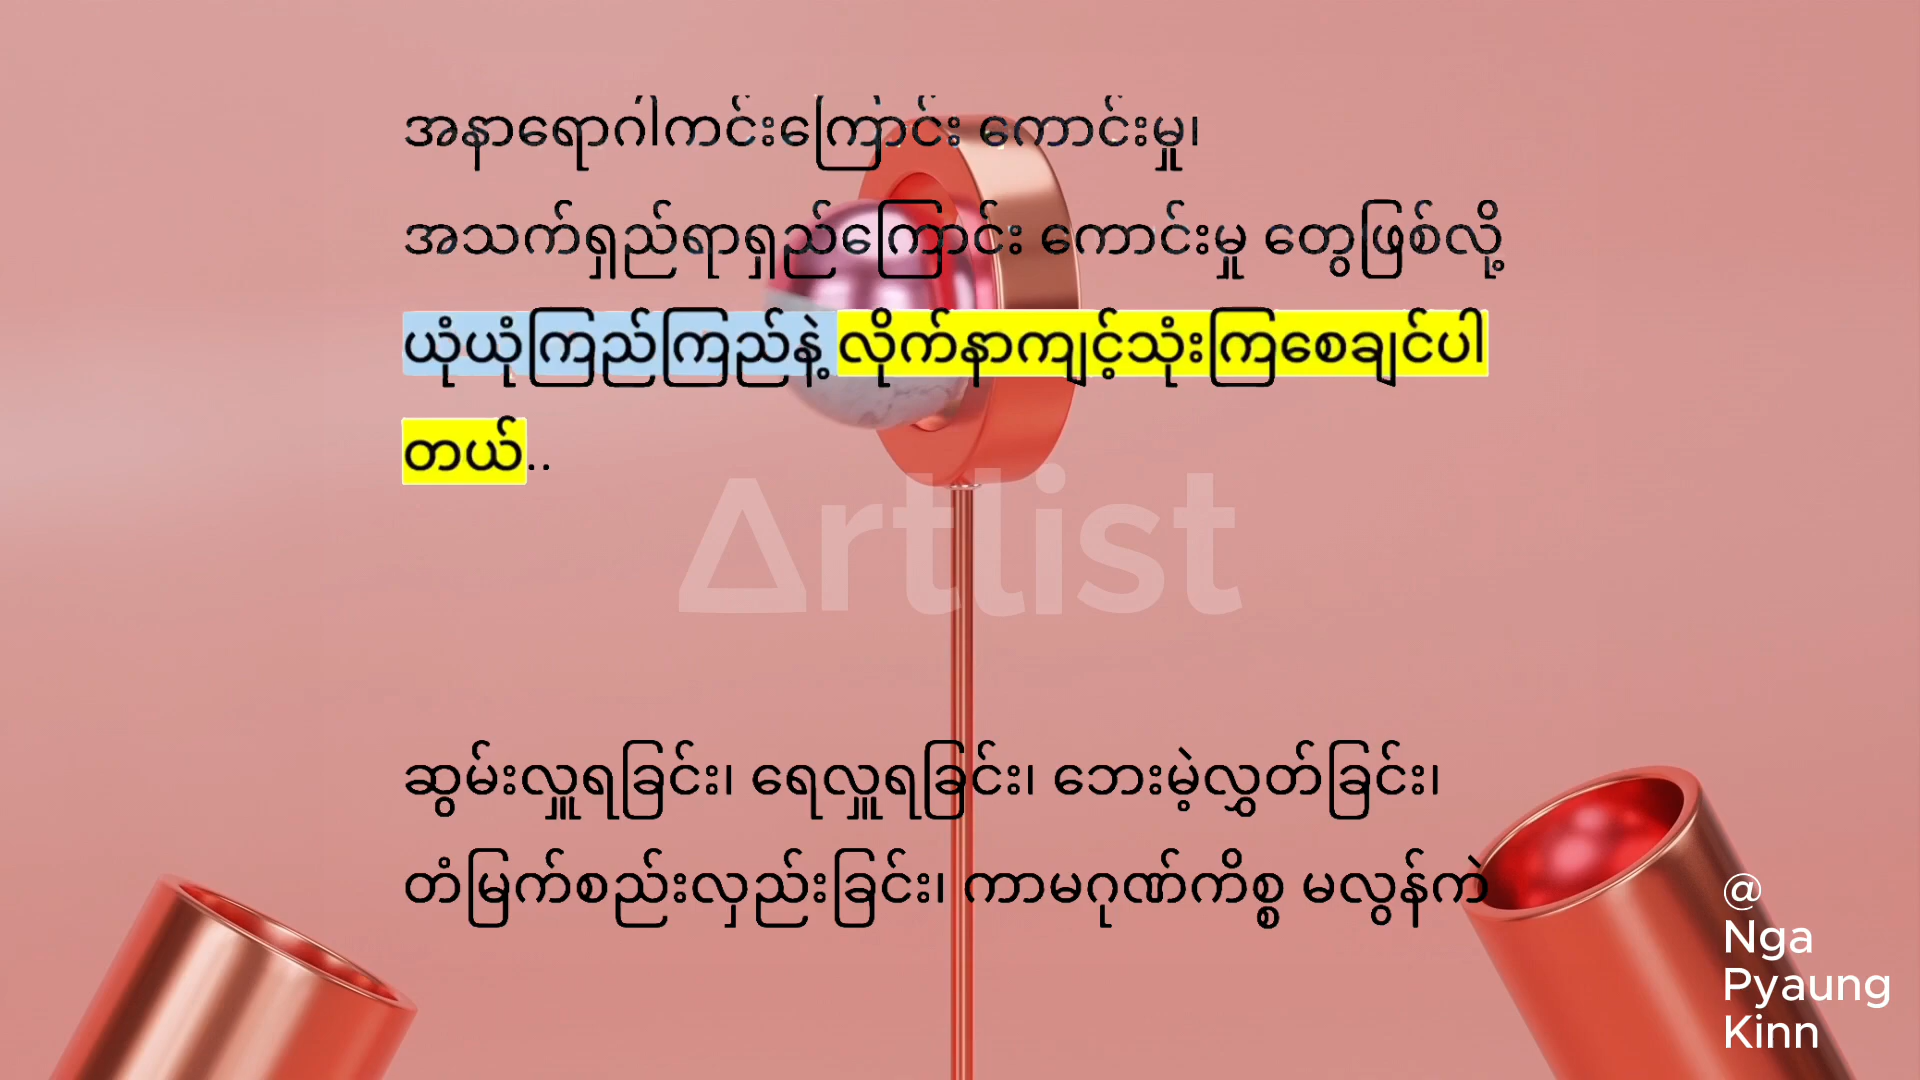 အနာရောဂါကင်းကြောင်း ကောင်းမှု၊
အသက်ရှည်ရာရှည်ကြောင်း ကောင်းမှု တွေဖြစ်လို့
ယုံယုံကြည်ကြည်နဲ့ လိုက်နာကျင့်သုံးကြစေချင်ပါ
တယ်..
Artlist
ဆွမ်းလှူရခြင်း၊ ရေလှူရခြင်း၊ ဘေးမဲ့လွှတ်ခြင်း၊
တံမြက်စည်းလှည်းခြင်း၊ ကာမဂုဏ်ကိစ္စ မလွန်ကဲ
@
Nga
Pyaung
Kinn